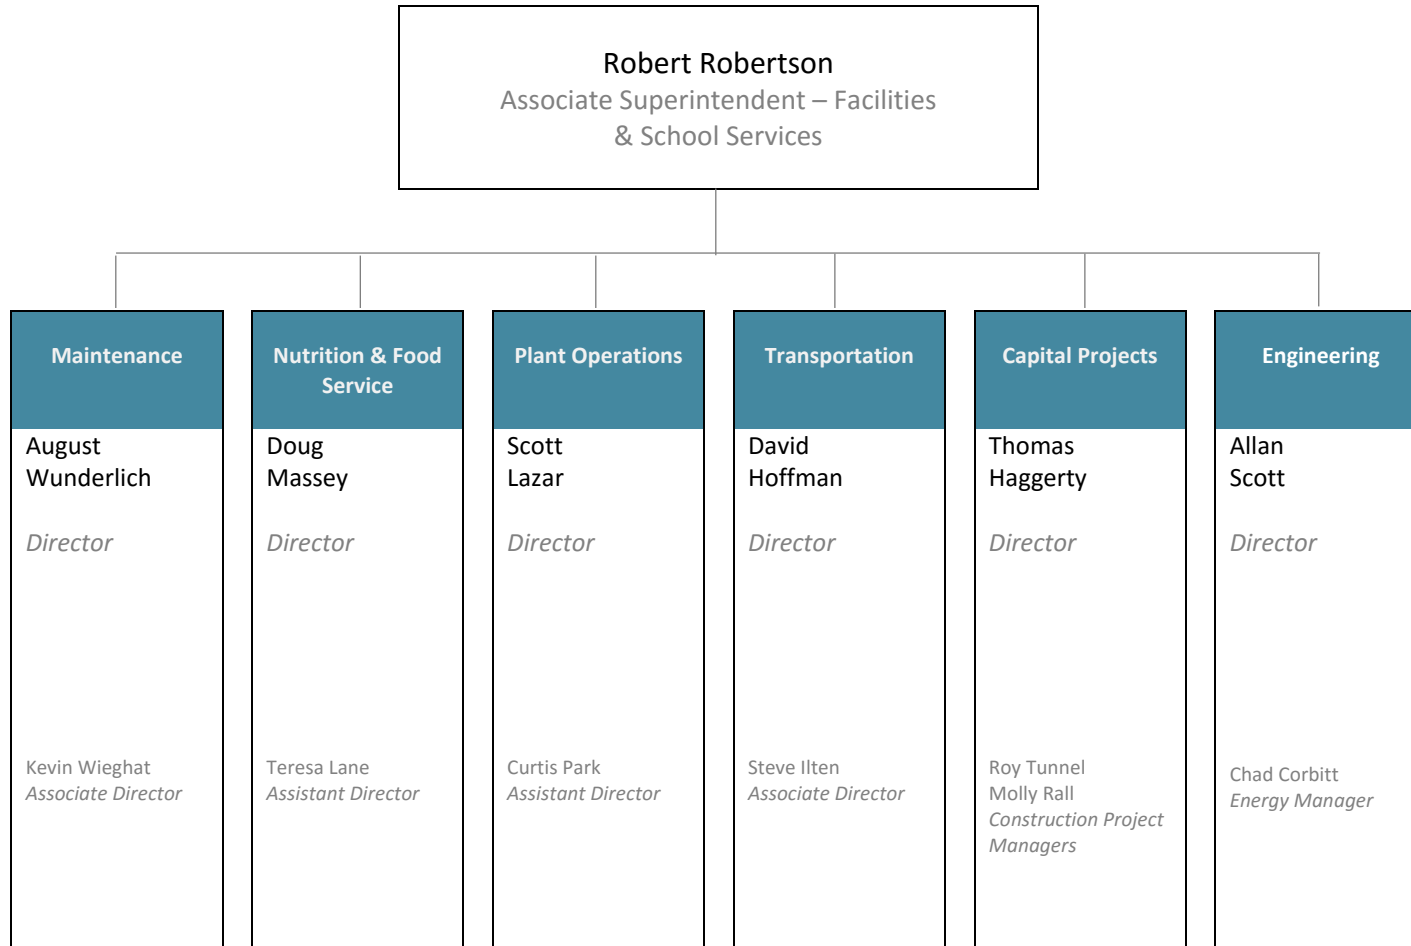 Robert Robertson
Associate Superintendent – Facilities
& School Services
Maintenance
Nutrition & Food
Service
Plant Operations
Transportation
Capital Projects
Engineering
August
Wunderlich
Director
Doug
Massey
Director
Scott
Lazar
Director
David
Hoffman
Director
Thomas
Haggerty
Director
Allan
Scott
Director
Kevin Wieghat
Associate Director
Teresa Lane
Assistant Director
Curtis Park
Assistant Director
Steve Ilten
Associate Director
Roy Tunnel
Molly Rall
Construction Project
Managers
Chad Corbitt
Energy Manager